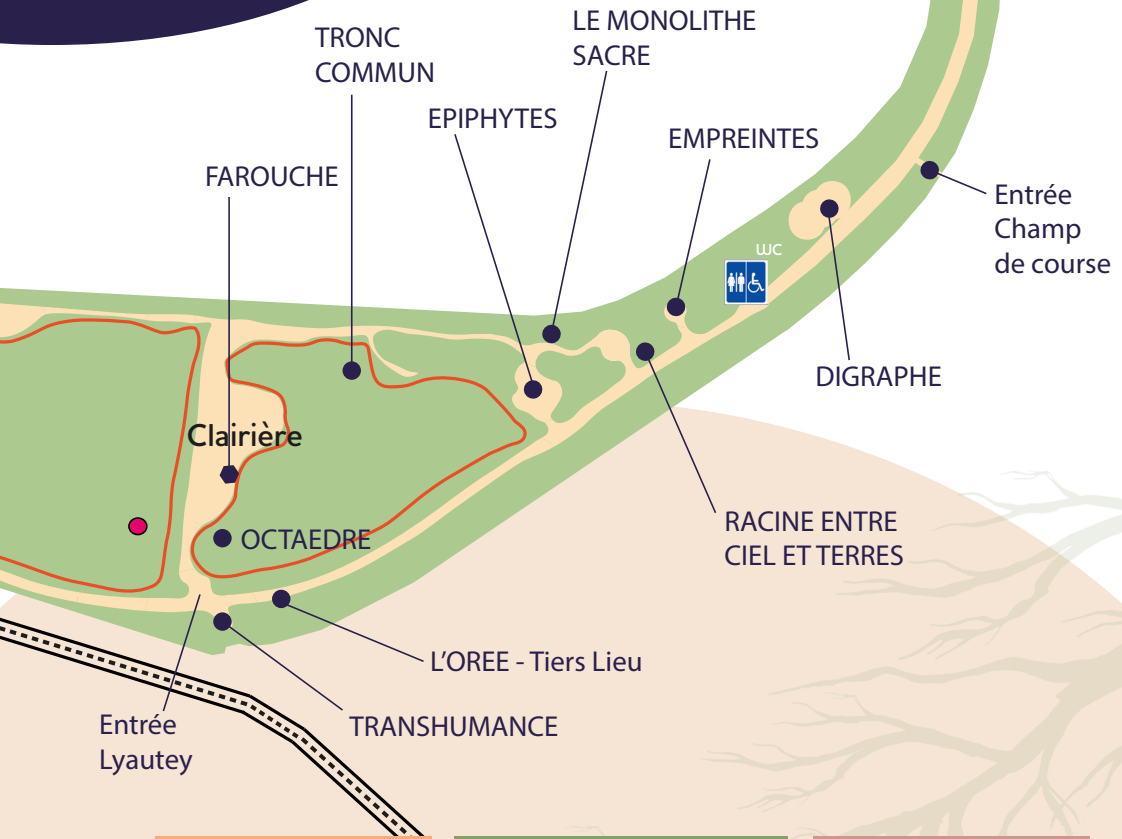 TRONC
COMMUN
LE MONOLITHE
SACRE
EPIPHYTES
EMPREINTES
FAROUCHE
Entrée
Champ
de course
WC
DIGRAPHE
Clairière
OCTAEDRE
RACINE ENTRE
CIEL ET TERRES
L'OREE - Tiers Lieu
Entrée
Lyautey
TRANSHUMANCE